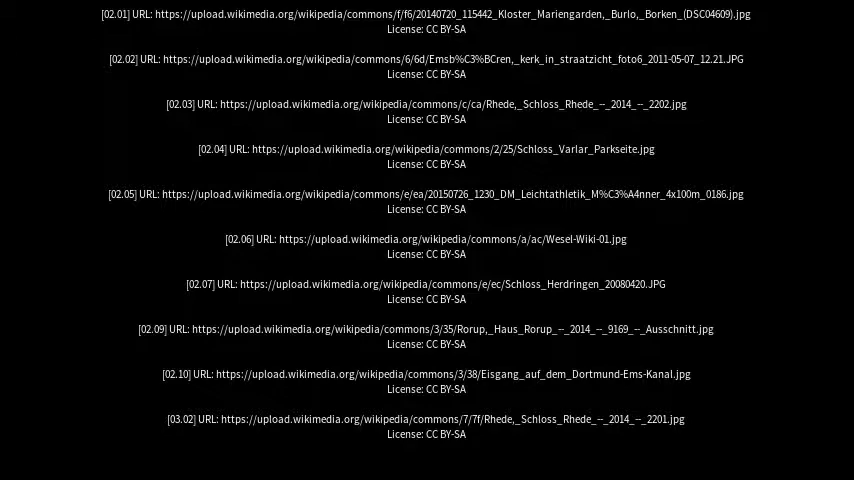 [02.01] URL: https://upload.wikimedia.org/wikipedia/commons/f/f6/20140720_115442_Kloster_Mariengarden,_Burlo,_Borken_(DSC04609).jpg
License: CC BY-SA
[02.02] URL: https://upload.wikimedia.org/wikipedia/commons/6/6d/Emsb%C3%BCren,_kerk_in_straatzicht_foto6_2011-05-07_12.21.JPG
License: CC BY-SA
[02.03] URL: https://upload.wikimedia.org/wikipedia/commons/c/ca/Rhede,_Schloss_Rhede_--_2014_--_2202.jpg
License: CC BY-SA
[02.04] URL: https://upload.wikimedia.org/wikipedia/commons/2/25/Schloss_Varlar_Parkseite.jpg
License: CC BY-SA
[02.05] URL: https://upload.wikimedia.org/wikipedia/commons/e/ea/20150726_1230_DM_Leichtathletik_M%C3%A4nner_4x100m_0186.jpg
License: CC BY-SA
[02.06] URL: https://upload.wikimedia.org/wikipedia/commons/a/ac/Wesel-Wiki-01.jpg
License: CC BY-SA
[02.07] URL: https://upload.wikimedia.org/wikipedia/commons/e/ec/Schloss_Herdringen_20080420.JPG
License: CC BY-SA
[02.09] URL: https://upload.wikimedia.org/wikipedia/commons/3/35/Rorup,_Haus_Rorup_--_2014_--_9169_--_Ausschnitt.jpg
License: CC BY-SA
[02.10] URL: https://upload.wikimedia.org/wikipedia/commons/3/38/Eisgang_auf_dem_Dortmund-Ems-Kanal.jpg
License: CC BY-SA
[03.02] URL: https://upload.wikimedia.org/wikipedia/commons/7/7f/Rhede,_Schloss_Rhede_--_2014_--_2201.jpg
License: CC BY-SA